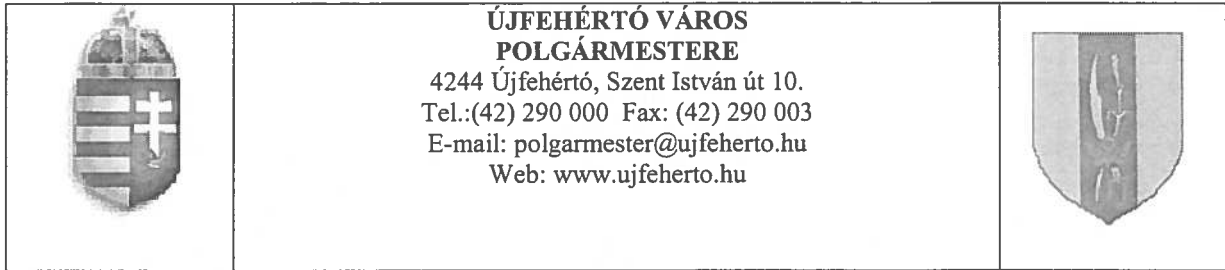 ÚJFEHÉRTÓ VÁROS
POLGÁRMESTERE
4244 Újfehértó, Szent István út 10.
Tel.:(42) 290 000 Fax: (42) 290 003
E-mail: polgarmester@ujfeherto.hu
Web: www.ujfeherto.hu